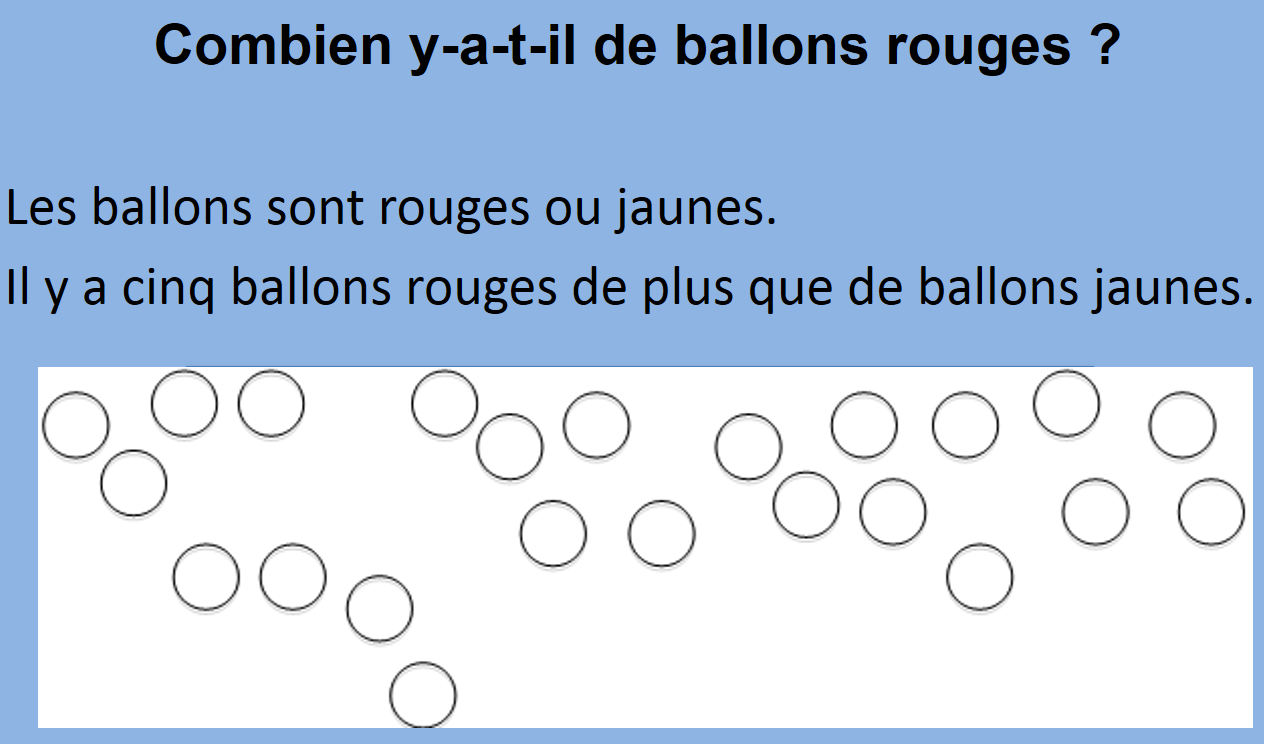 Combien y-a-t-il de ballons rouges ?
Les ballons sont rouges ou jaunes.
Il y a cinq ballons rouges de plus que de ballons jaunes.